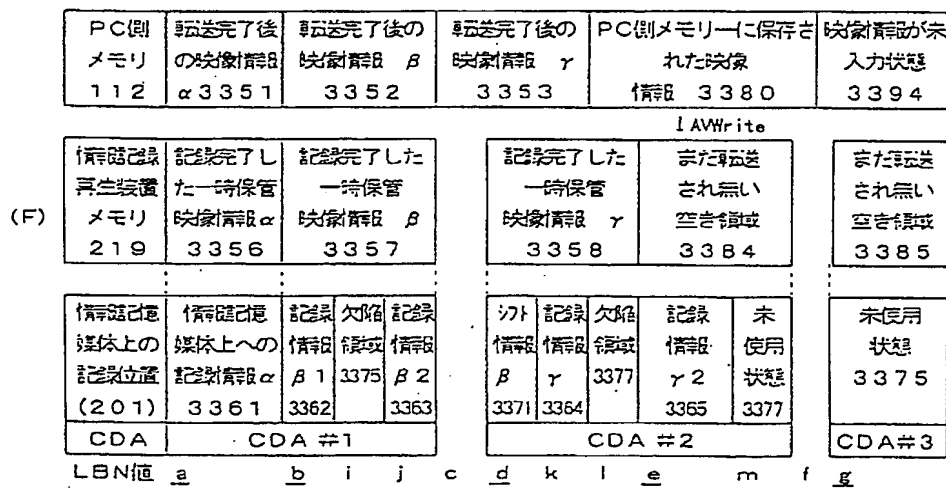 PC側
メモリ
112
転送完了後
の映像情報
α3351
転送完了後の
映像情報 β
3352
転送完了後の
映像情報 γ
3353
PC側メモリーに保存さ
れた映像
情報 3380
映像情報が未
入力状態
3394
↓AVWrite
(F)
情報記録
再生装置
メモリ
219
記録完了し
た一時保管
映像情報α
3356
記録完了した
一時保管
映像情報 β
3357
記録完了した
一時保管
映像情報 γ
3358
まだ転送
され無い
空き領域
3384
まだ転送
され無い
空き領域
3385
情報記憶
媒体上の
記録位置
(201)
情報記憶
媒体上への
記録情報α
3361
記録
情報
β1
3362
欠陥
領域
3375
記録
情報
β2
3363
シフト
情報
β
3371
記録
情報
γ
3364
欠陥
領域
3377
記録
情報
γ2
3365
未
使用
状態
3377
未使用
状態
3375
CDA
CDA #1
CDA #2
CDA#3
LBN値 a b i j c d k l e m f g